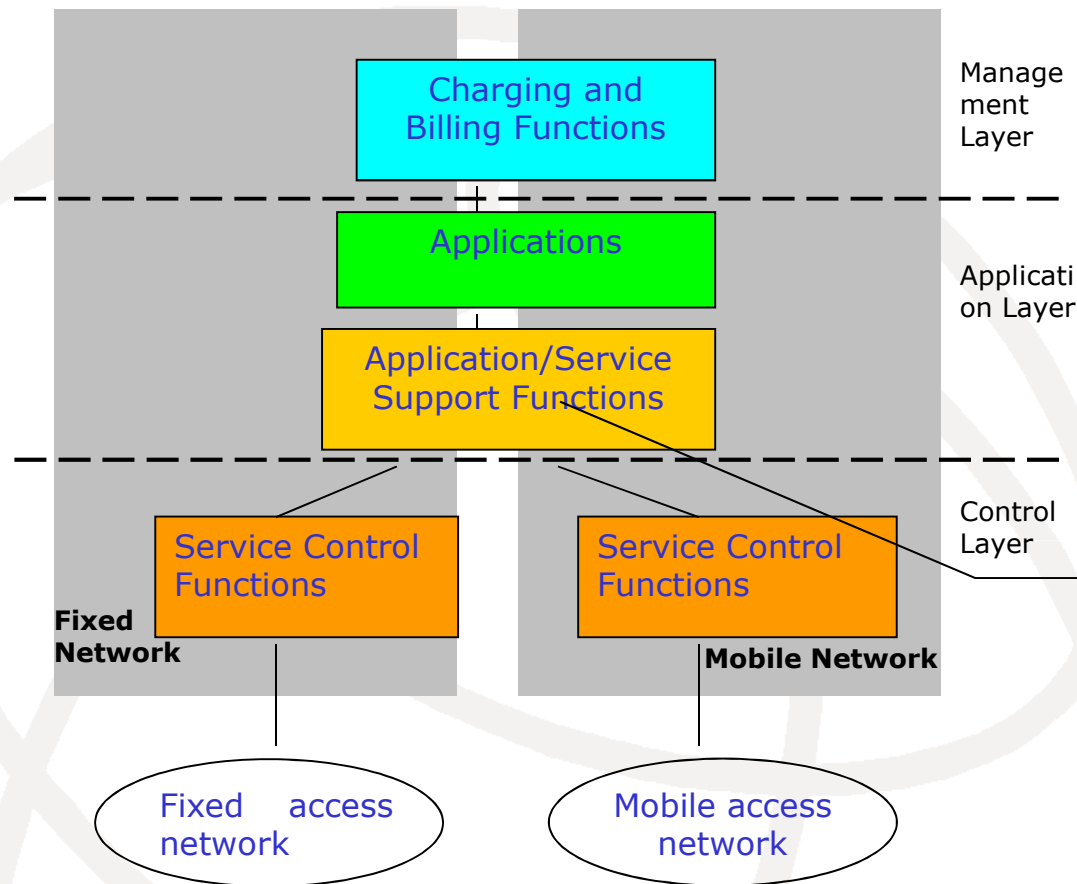 Charging and
Billing Functions
Manage
ment
Layer
Applications
Applicati
on Layer
Application/Service
Support Functions
Control
Layer
Service Control
Functions
Service Control
Functions
Fixed
Network
Mobile Network
Fixed access
network
Mobile access
network